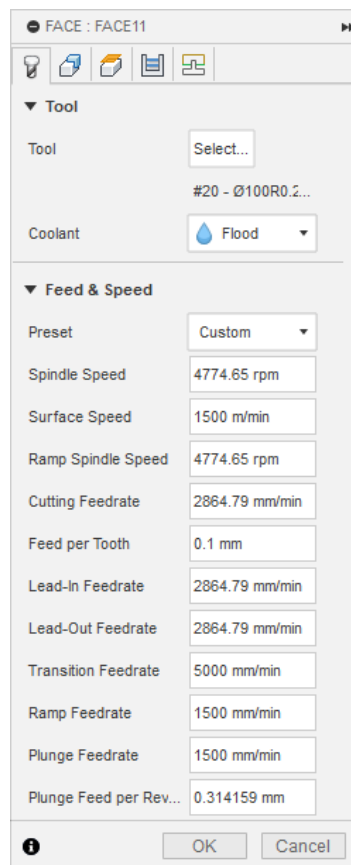 FACE : FACE11
Tool
Tool Select...
#20 - Ø100R0.2...
Coolant Flood
Feed & Speed
Preset Custom
Spindle Speed 4774.65 rpm
Surface Speed 1500 m/min
Ramp Spindle Speed 4774.65 rpm
Cutting Feedrate 2864.79 mm/min
Feed per Tooth 0.1 mm
Lead-In Feedrate 2864.79 mm/min
Lead-Out Feedrate 2864.79 mm/min
Transition Feedrate 5000 mm/min
Ramp Feedrate 1500 mm/min
Plunge Feedrate 1500 mm/min
Plunge Feed per Rev... 0.314159 mm
OK Cancel